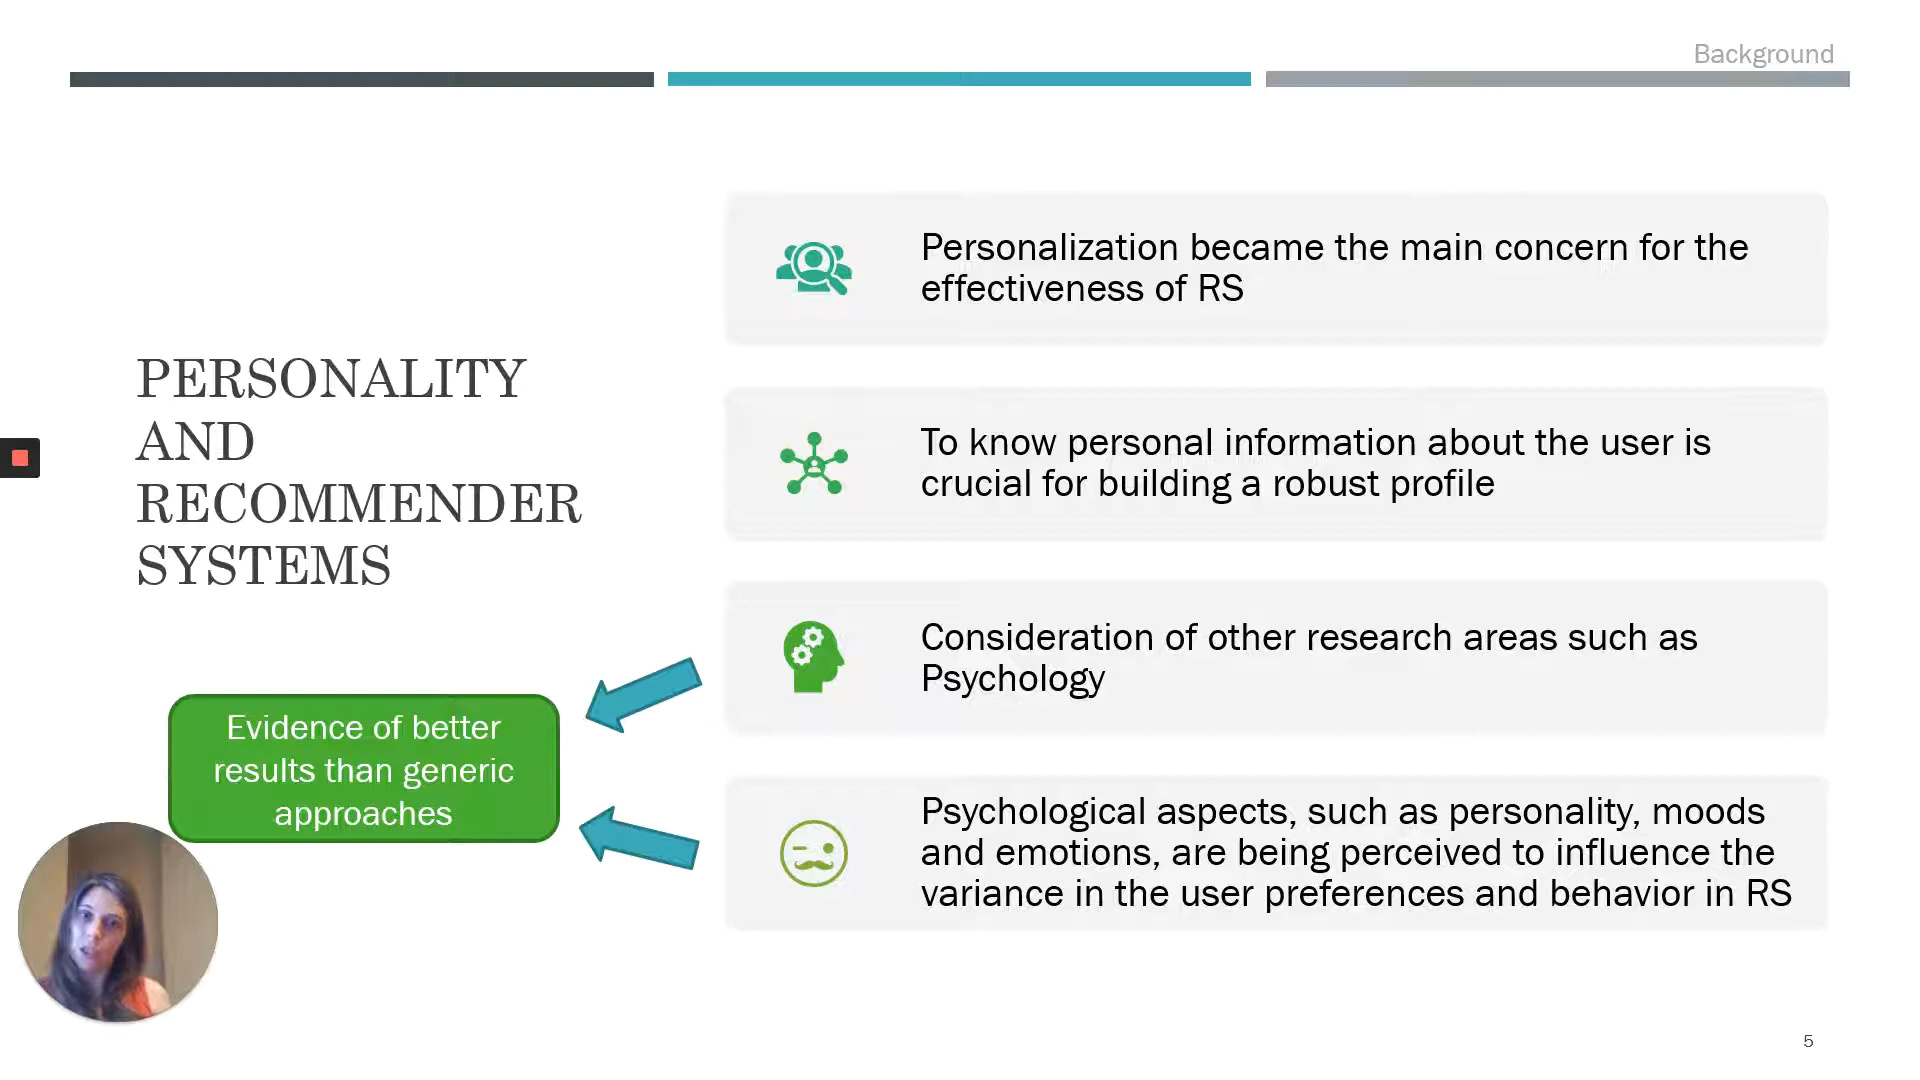 Background
PERSONALITY
AND
RECOMMENDER
SYSTEMS
Personalization became the main concern for the
effectiveness of RS
To know personal information about the user is
crucial for building a robust profile
Consideration of other research areas such as
Psychology
Psychological aspects, such as personality, moods
and emotions, are being perceived to influence the
variance in the user preferences and behavior in RS
Evidence of better
results than generic
approaches
5